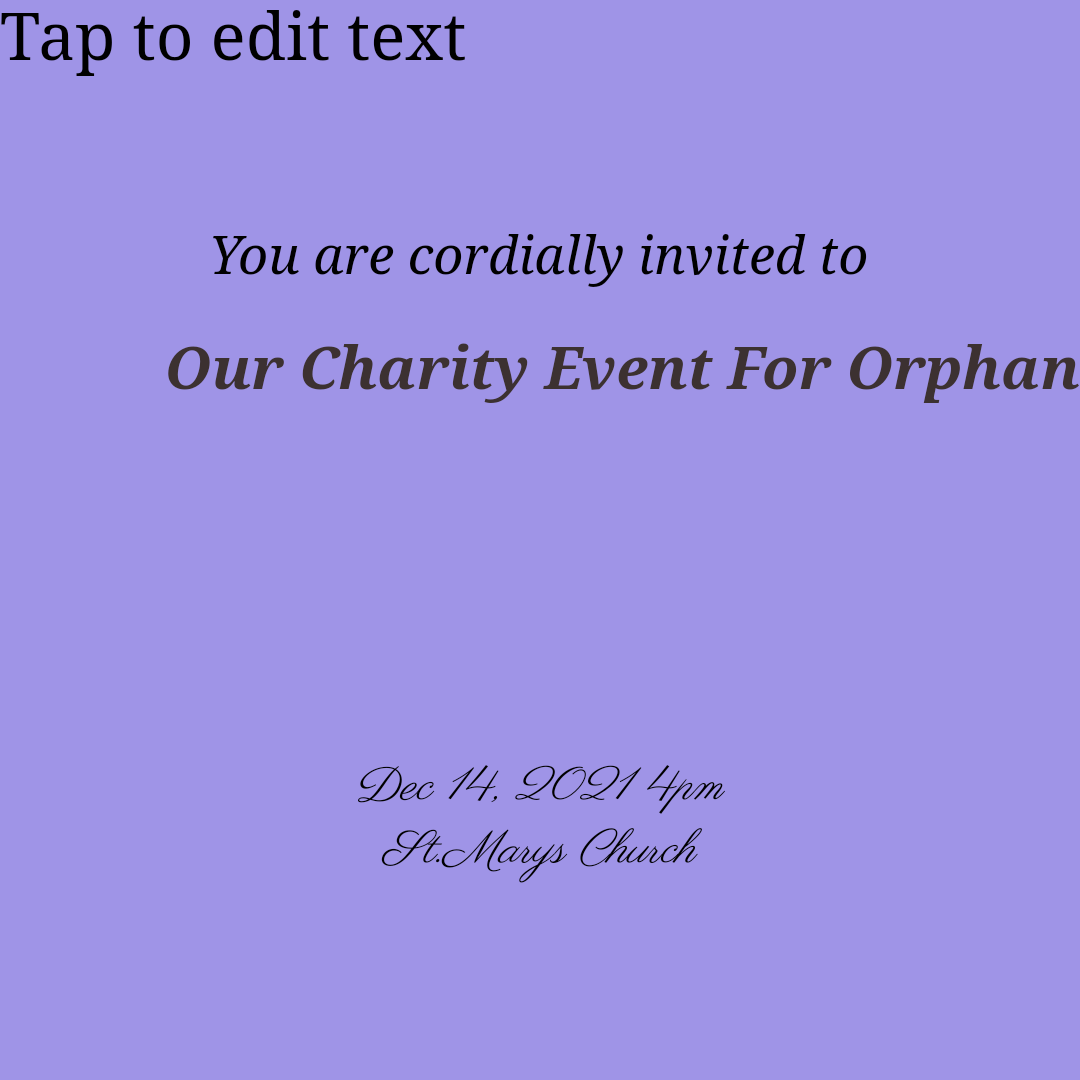 Tap to edit text
You are cordially invited to
Our Charity Event For Orphan
Dec 14, 2021 4pm
St.Marys Church